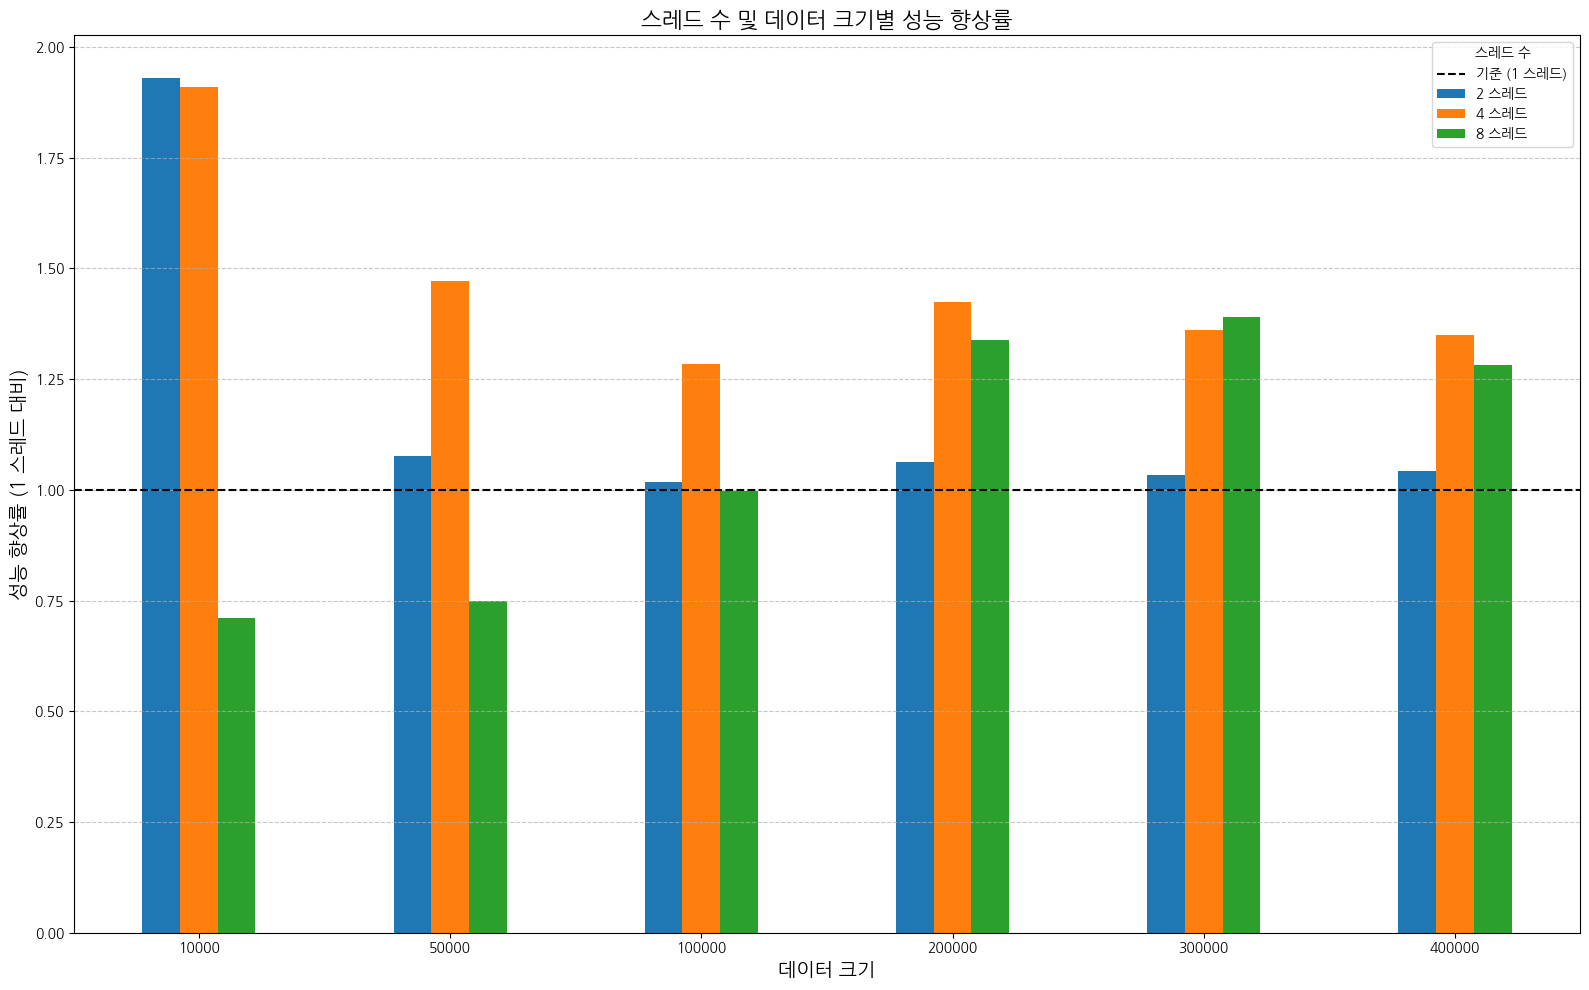 스레드 수 및 데이터 크기별 성능 향상률
스레드 수
기준 (1 스레드)
2 스레드
4 스레드
8 스레드
성능 향상률 (1 스레드 대비)
2.00
1.75
1.50
1.25
1.00
0.75
0.50
0.25
0.00
10000 50000 100000 200000 300000 400000
데이터 크기